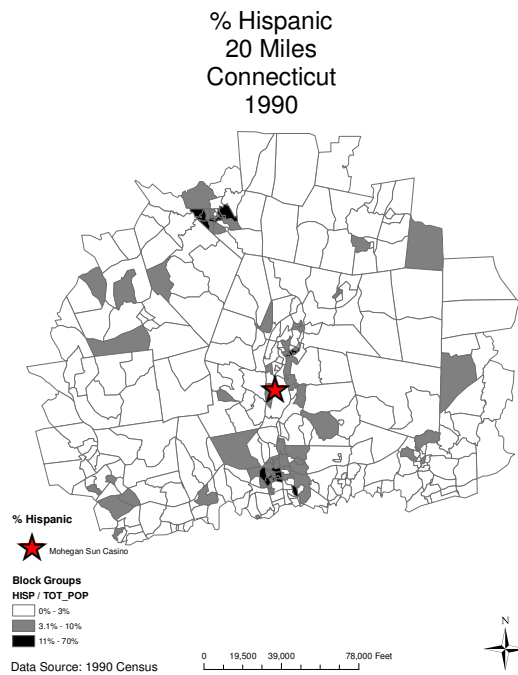 % Hispanic
20 Miles
Connecticut
1990
% Hispanic
Mohegan Sun Casino
Block Groups
HISP / TOT_POP
0% - 3%
3.1% - 10%
11% - 70%
Data Source: 1990 Census
0 19,500 39,000 78,000 Feet
N